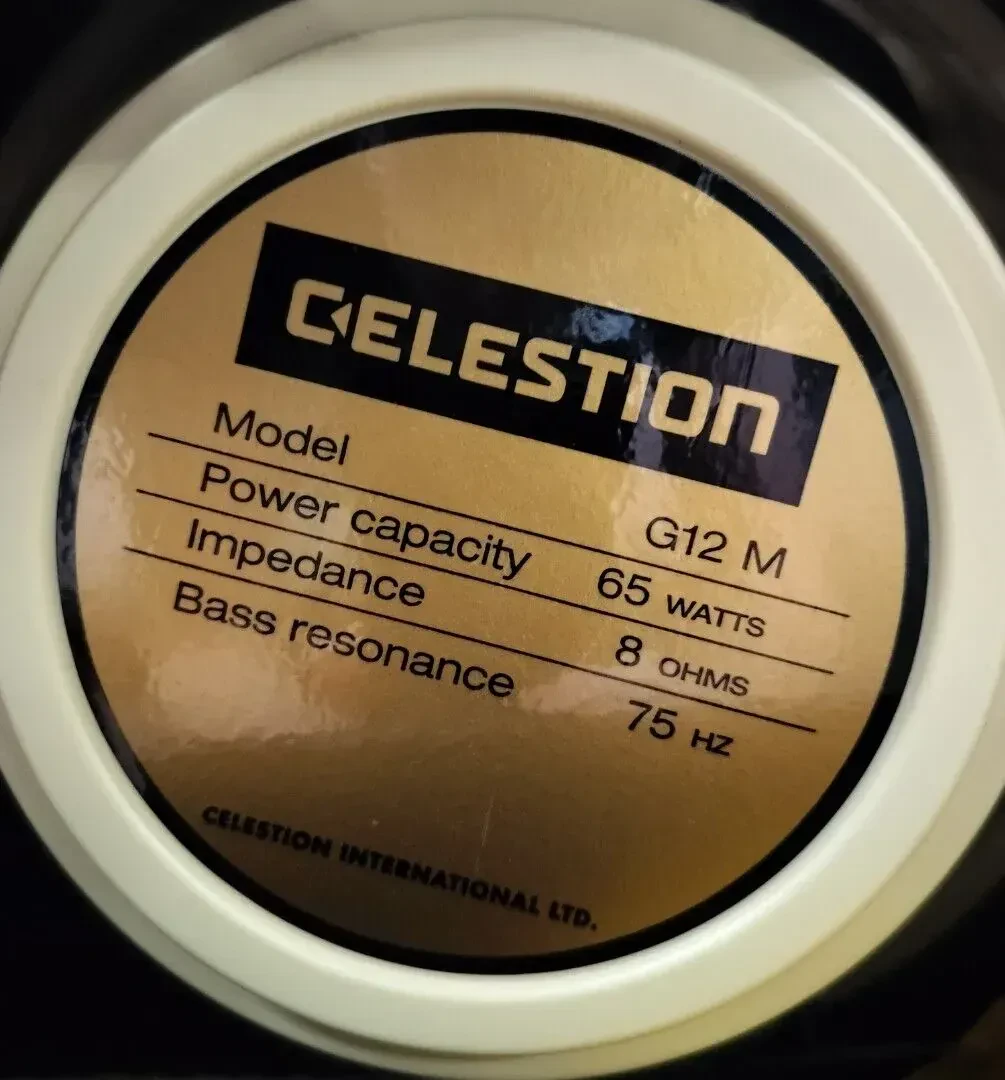 CELESTION
Model G12 M
Power capacity 65 WATTS
Impedance 8 OHMS
Bass resonance 75 HZ
CELESTION INTERNATIONAL LTD.